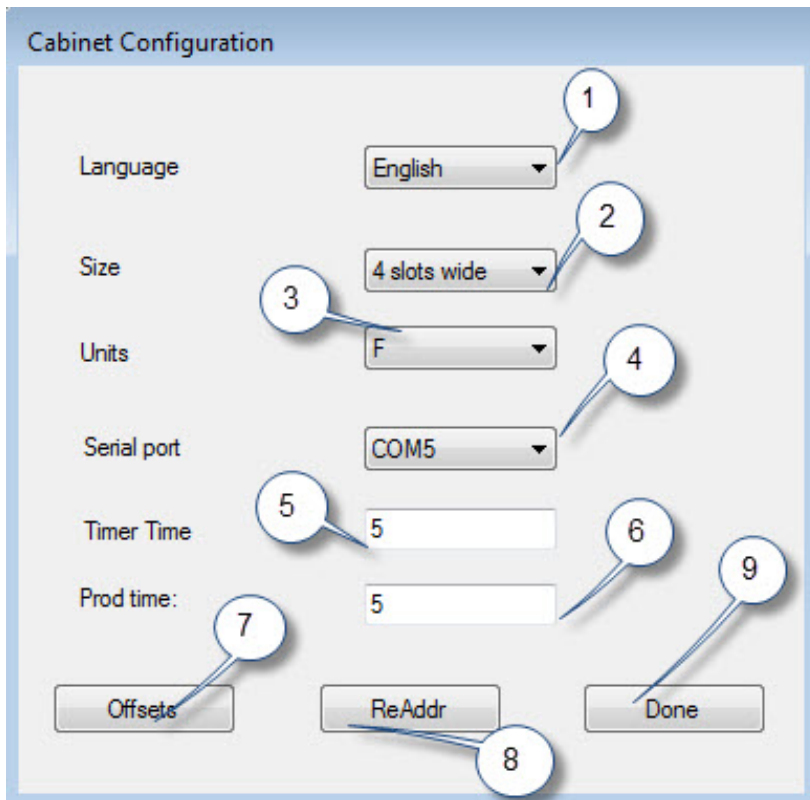 Cabinet Configuration
1
Language English
2
Size 4 slots wide
3
Units F
4
Serial port COM5
5
Timer Time 5
6
Prod time: 5
9
7
Offsets ReAddr Done
8